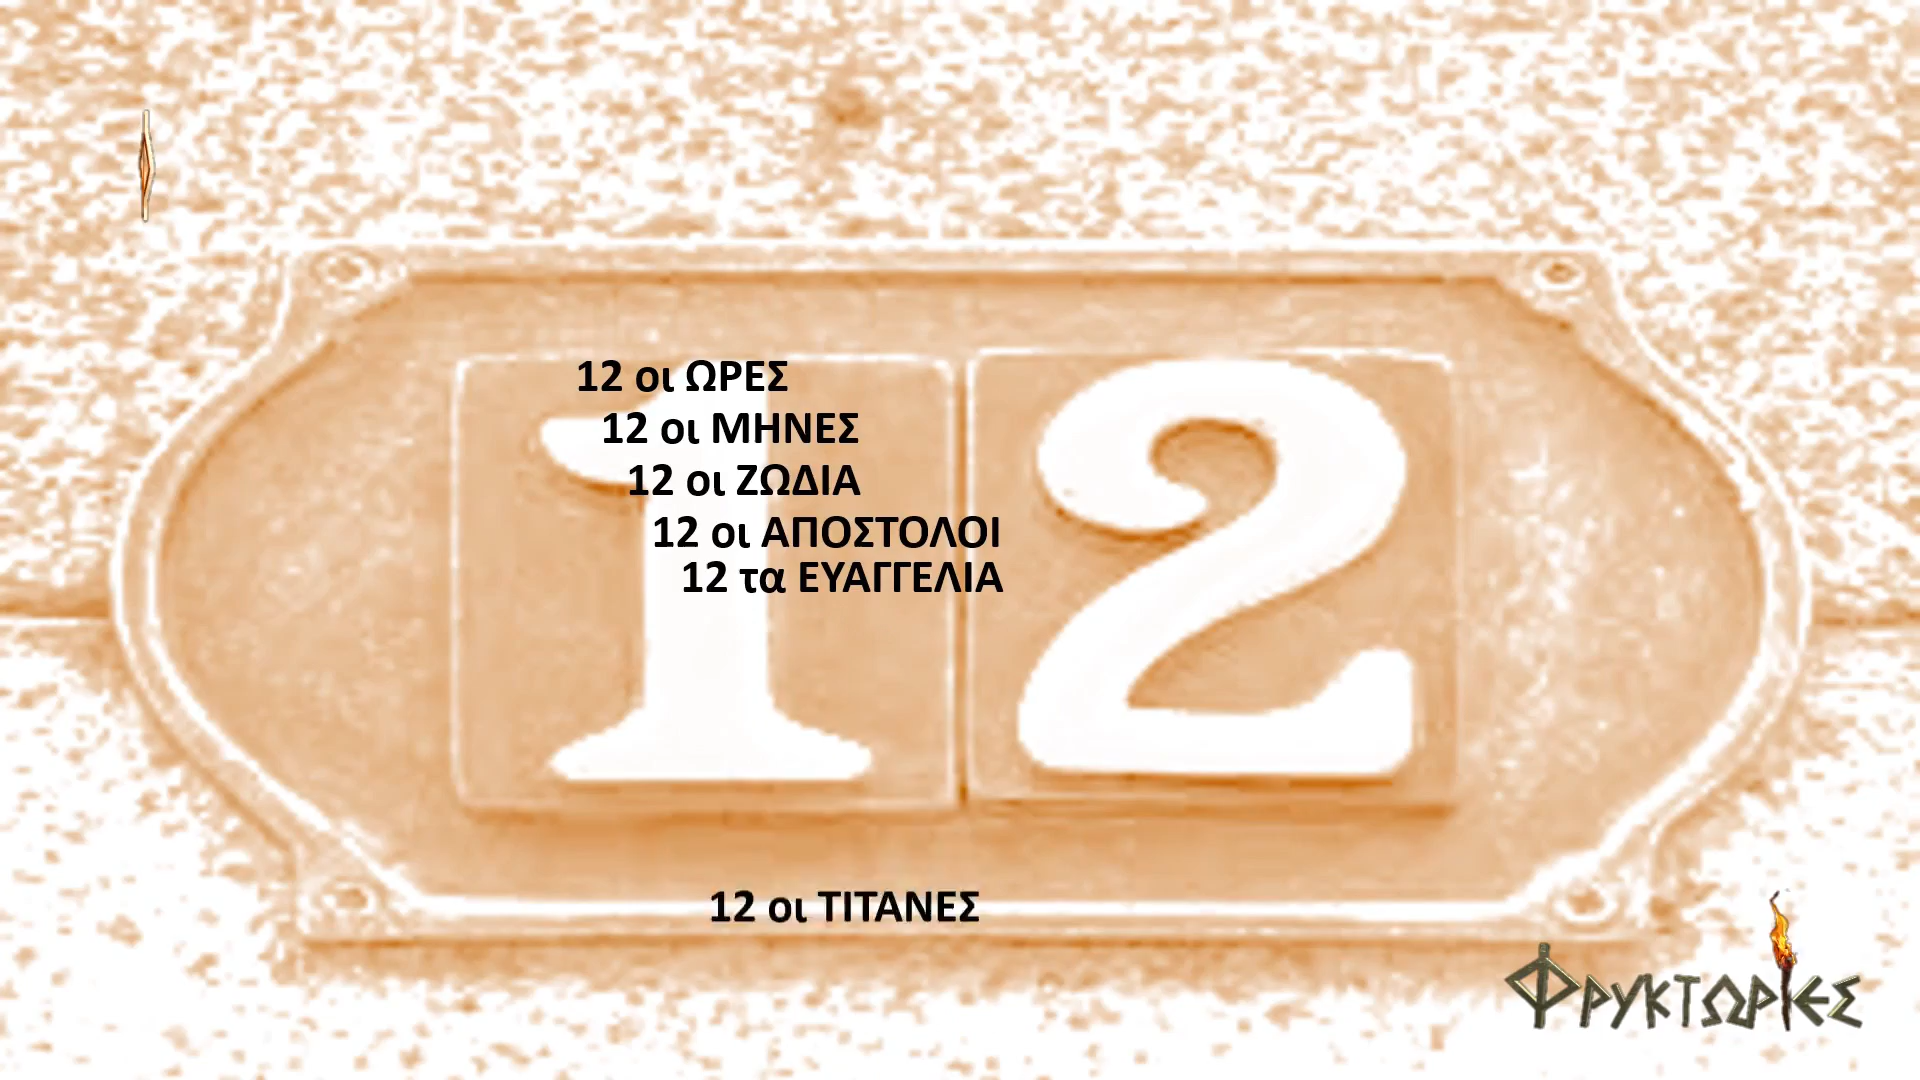 12 οι ΩΡΕΣ
12 οι ΜΗΝΕΣ
12 οι ΖΩΔΙΑ
12 οι ΑΠΟΣΤΟΛΟΙ
12 τα ΕΥΑΓΓΕΛΙΑ
12
12 οι ΤΙΤΑΝΕΣ
ΦΡΥΚΤΩΡΙΕΣ